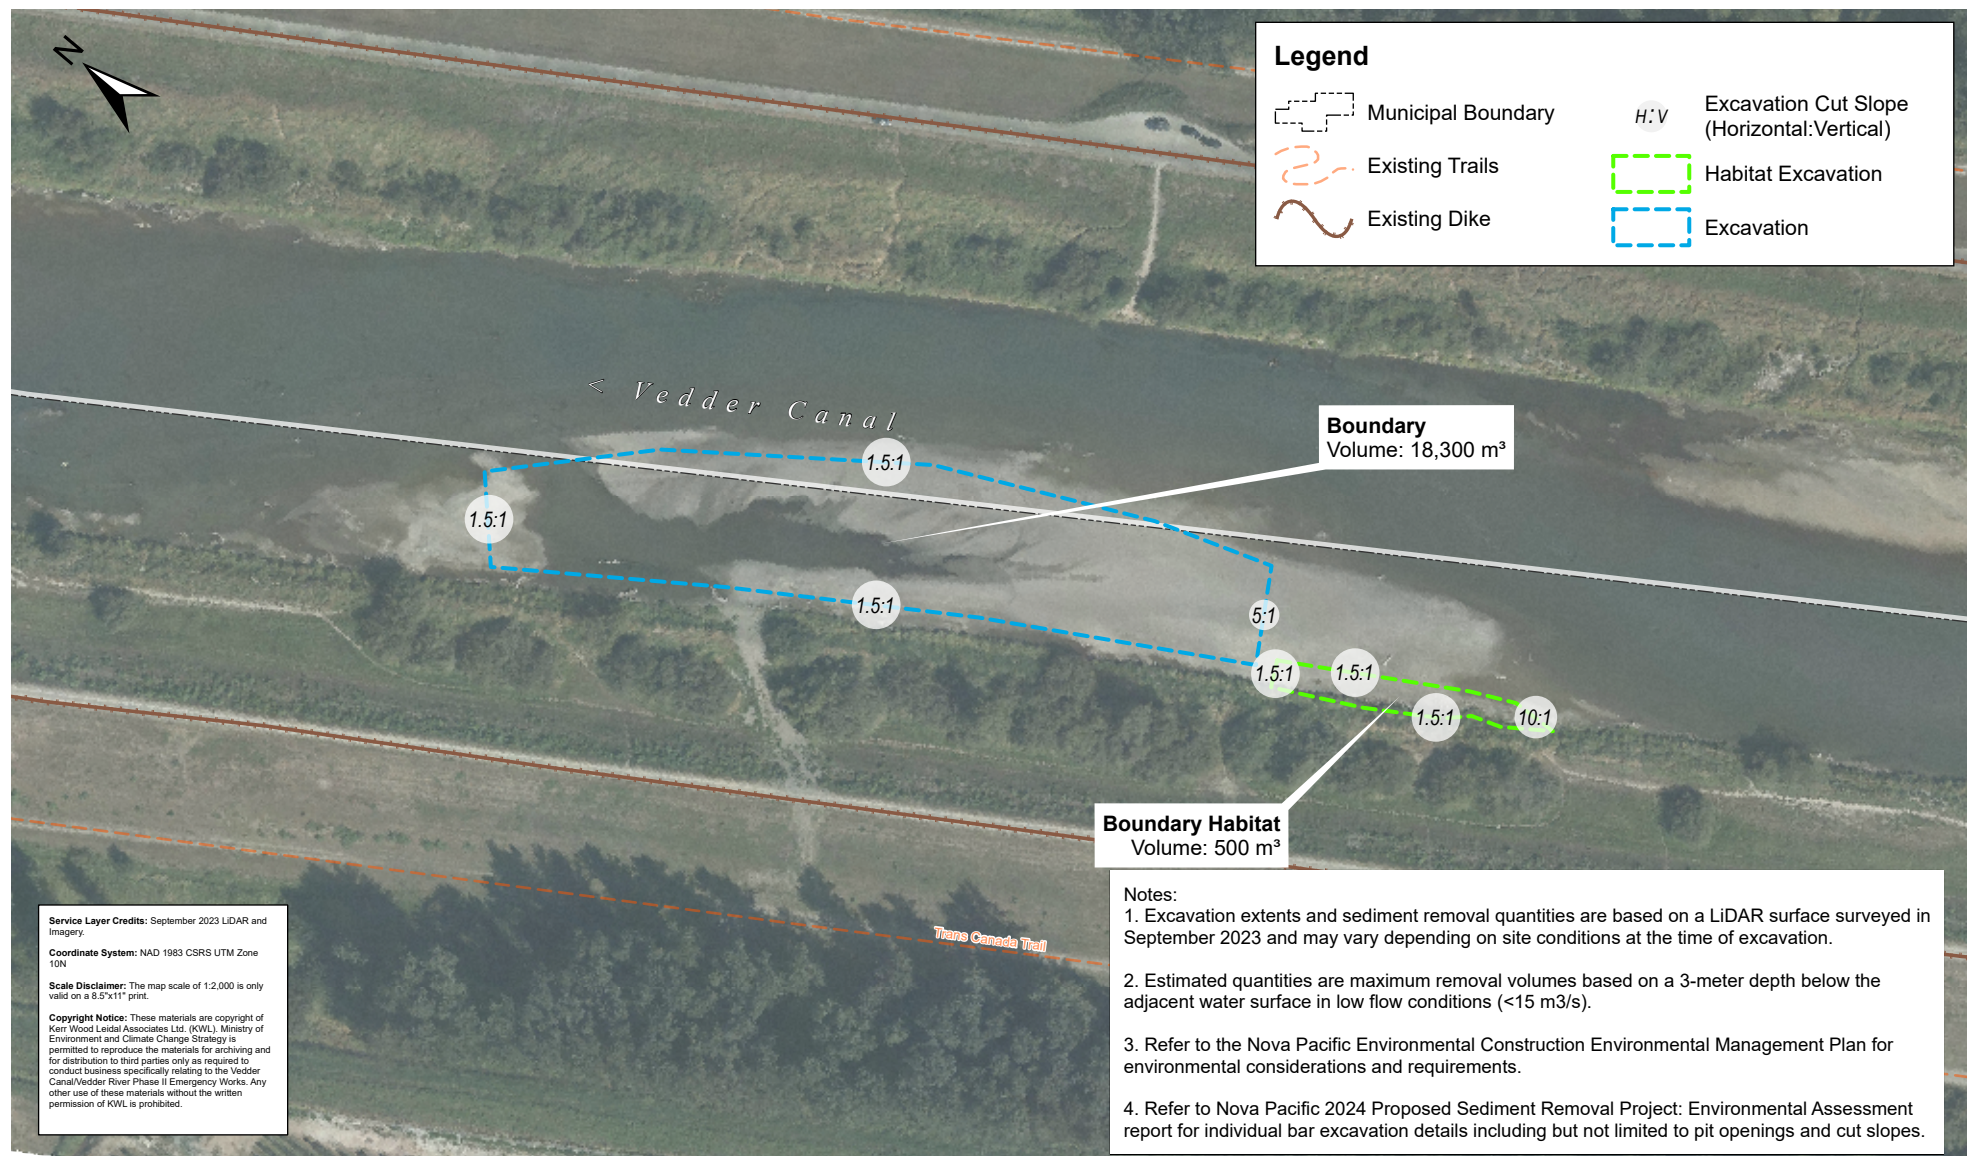 N
Legend
Municipal Boundary
Existing Trails
Existing Dike
H:V
Excavation Cut Slope
(Horizontal:Vertical)
Habitat Excavation
Excavation
< Vedder Canal
Boundary
Volume: 18,300 m³
1.5:1
1.5:1
1.5:1
5:1
1.5:1
1.5:1
1.5:1
10:1
Boundary Habitat
Volume: 500 m³
Trans Canada Trail
Service Layer Credits: September 2023 LiDAR and
Imagery.
Coordinate System: NAD 1983 CSRS UTM Zone
10N
Scale Disclaimer: The map scale of 1:2,000 is only
valid on a 8.5"x11" print.
Copyright Notice: These materials are copyright of
Kerr Wood Leidal Associates Ltd. (KWL). Ministry of
Environment and Climate Change Strategy is
permitted to reproduce the materials for archiving and
for distribution to third parties only as required to
conduct business specifically relating to the Vedder
Canal/Vedder River Phase II Emergency Works. Any
other use of these materials without the written
permission of KWL is prohibited.
Notes:
1. Excavation extents and sediment removal quantities are based on a LiDAR surface surveyed in
September 2023 and may vary depending on site conditions at the time of excavation.
2. Estimated quantities are maximum removal volumes based on a 3-meter depth below the
adjacent water surface in low flow conditions (<15 m3/s).
3. Refer to the Nova Pacific Environmental Construction Environmental Management Plan for
environmental considerations and requirements.
4. Refer to Nova Pacific 2024 Proposed Sediment Removal Project: Environmental Assessment
report for individual bar excavation details including but not limited to pit openings and cut slopes.